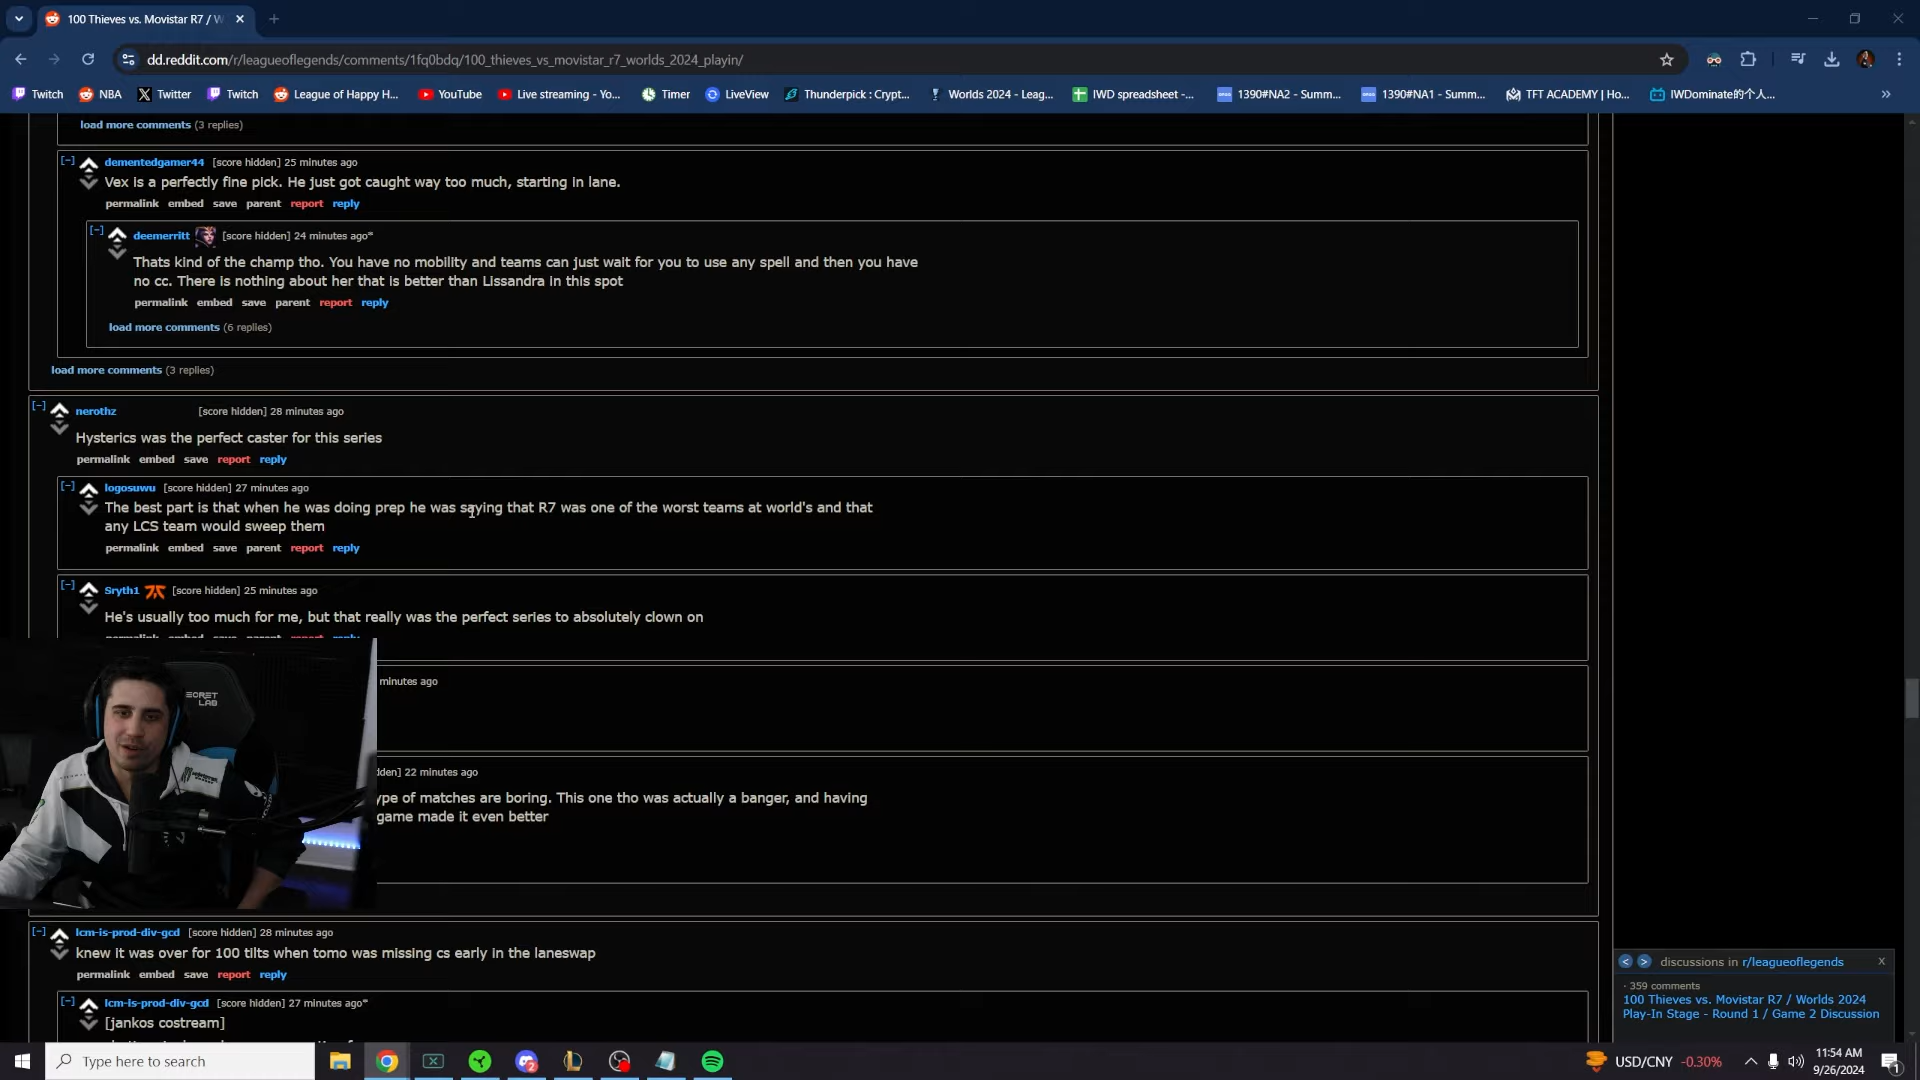 100 Thieves vs. Movistar R7 / W
dd.reddit.com/r/leagueoflegends/comments/1fq0bdq/100_thieves_vs_movistar_r7_worlds_2024_playin/
Twitch NBA Twitter Twitch League of Happy H... YouTube Live streaming - Yo... Timer LiveView Thunderpick : Crypt... Worlds 2024 - Leag... IWD spreadsheet -... 1390#NA2 - Summ... 1390#NA1 - Summ... TFT ACADEMY | Ho... IWDominate的个人...
load more comments (3 replies)
[-] dementedgamer44 [score hidden] 25 minutes ago
Vex is a perfectly fine pick. He just got caught way too much, starting in lane.
permalink embed save parent report reply
[-] deemerritt [score hidden] 24 minutes ago*
Thats kind of the champ tho. You have no mobility and teams can just wait for you to use any spell and then you have
no cc. There is nothing about her that is better than Lissandra in this spot
permalink embed save parent report reply
load more comments (6 replies)
load more comments (3 replies)
[-] nerothz [score hidden] 28 minutes ago
Hysterics was the perfect caster for this series
permalink embed save report reply
[-] logosuwu [score hidden] 27 minutes ago
The best part is that when he was doing prep he was saying that R7 was one of the worst teams at world's and that
any LCS team would sweep them
permalink embed save parent report reply
[-] Sryth1 [score hidden] 25 minutes ago
He's usually too much for me, but that really was the perfect series to absolutely clown on
permalink embed save parent report reply
minutes ago
dden] 22 minutes ago
ype of matches are boring. This one tho was actually a banger, and having
game made it even better
SECRET
LAB
[-] lcm-is-prod-div-gcd [score hidden] 28 minutes ago
knew it was over for 100 tilts when tomo was missing cs early in the laneswap
permalink embed save report reply
[-] lcm-is-prod-div-gcd [score hidden] 27 minutes ago*
[jankos costream]
discussions in r/leagueoflegends X
· 359 comments
100 Thieves vs. Movistar R7 / Worlds 2024
Play-In Stage - Round 1 / Game 2 Discussion
Type here to search
USD/CNY -0.30%
11:54 AM
9/26/2024